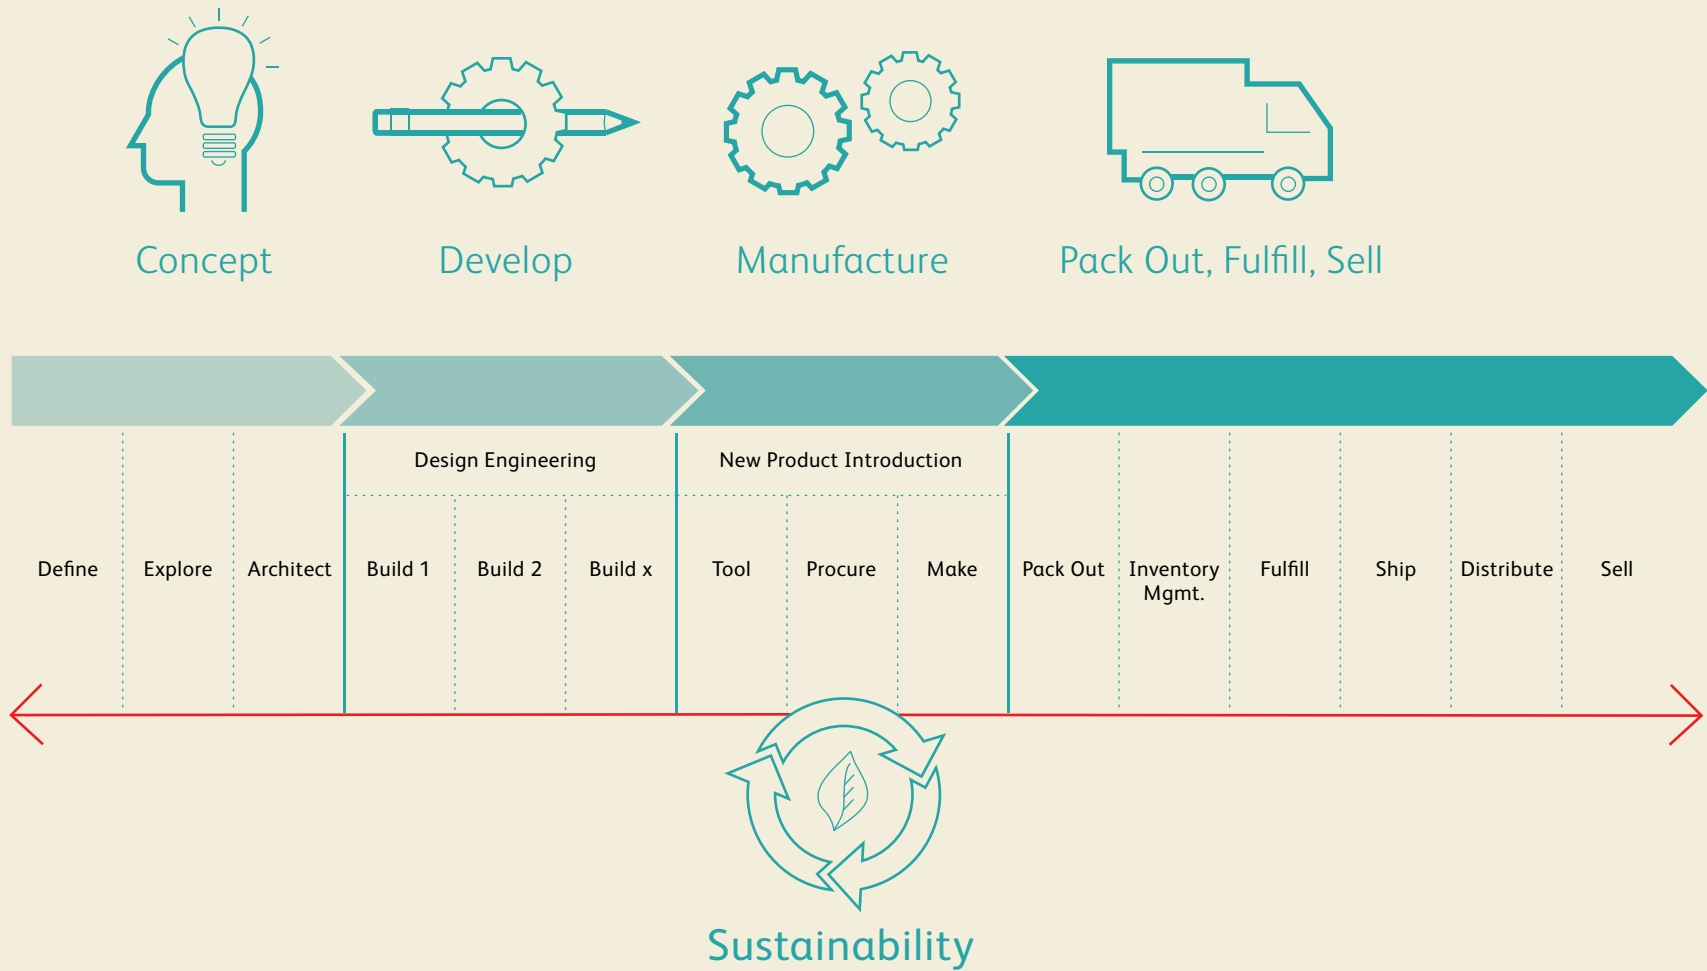 Concept
Develop
Manufacture
Pack Out, Fulfill, Sell
Design Engineering
New Product Introduction
Define
Explore
Architect
Build 1
Build 2
Build x
Tool
Procure
Make
Pack Out
Inventory
Mgmt.
Fulfill
Ship
Distribute
Sell
Sustainability